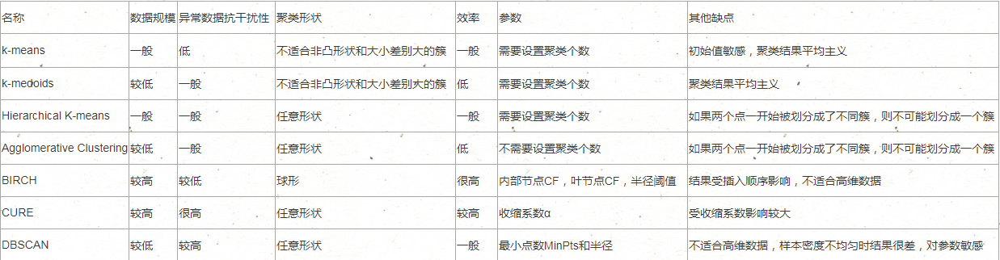 名称 数据规模 异常数据抗干扰性 聚类形状 效率 参数 其他缺点
k-means 一般 低 不适合非凸形状和大小差别大的簇 一般 需要设置聚类个数 初始值敏感，聚类结果平均主义
k-medoids 较低 一般 不适合非凸形状和大小差别大的簇 低 需要设置聚类个数 聚类结果平均主义
Hierarchical K-means 一般 一般 任意形状 一般 需要设置聚类个数 如果两个点一开始被划分成了不同簇，则不可能划分成一个簇
Agglomerative Clustering 较低 一般 任意形状 低 不需要设置聚类个数 如果两个点一开始被划分成了不同簇，则不可能划分成一个簇
BIRCH 较高 较低 球形 很高 内部节点CF，叶节点CF，半径阈值 结果受插入顺序影响，不适合高维数据
CURE 较高 很高 任意形状 较高 收缩系数α 受收缩系数影响较大
DBSCAN 较低 较高 任意形状 一般 最小点数MinPts和半径 不适合高维数据，样本密度不均匀时结果很差，对参数敏感